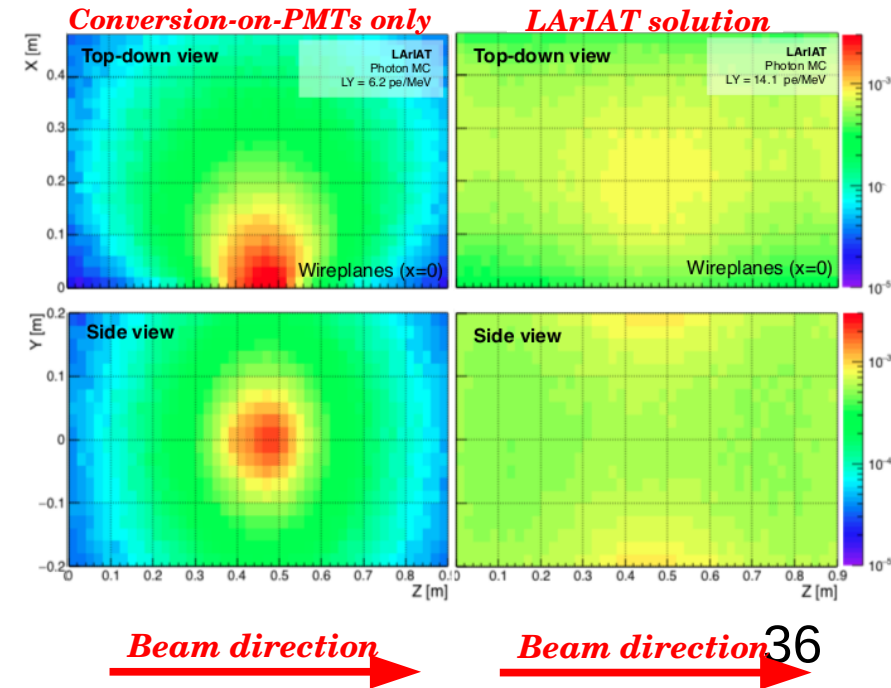 Conversion-on-PMTs only
LArIAT solution
X [m]
Top-down view
LArIAT
Photon MC
LY = 6.2 pe/MeV
0.4
0.3
0.2
0.1
0
Wireplanes (x=0)
Top-down view
LArIAT
Photon MC
LY = 14.1 pe/MeV
Wireplanes (x=0)
10⁻³
10⁻
10⁻⁵
Y [m]
Side view
0.2
0.1
0
−0.1
−0.2
0 0.1 0.2 0.3 0.4 0.5 0.6 0.7 0.8 0.
Z [m]
Side view
0.1 0.2 0.3 0.4 0.5 0.6 0.7 0.8 0.9
Z [m]
10⁻³
10⁻⁴
10⁻⁵
Beam direction
Beam direction
36